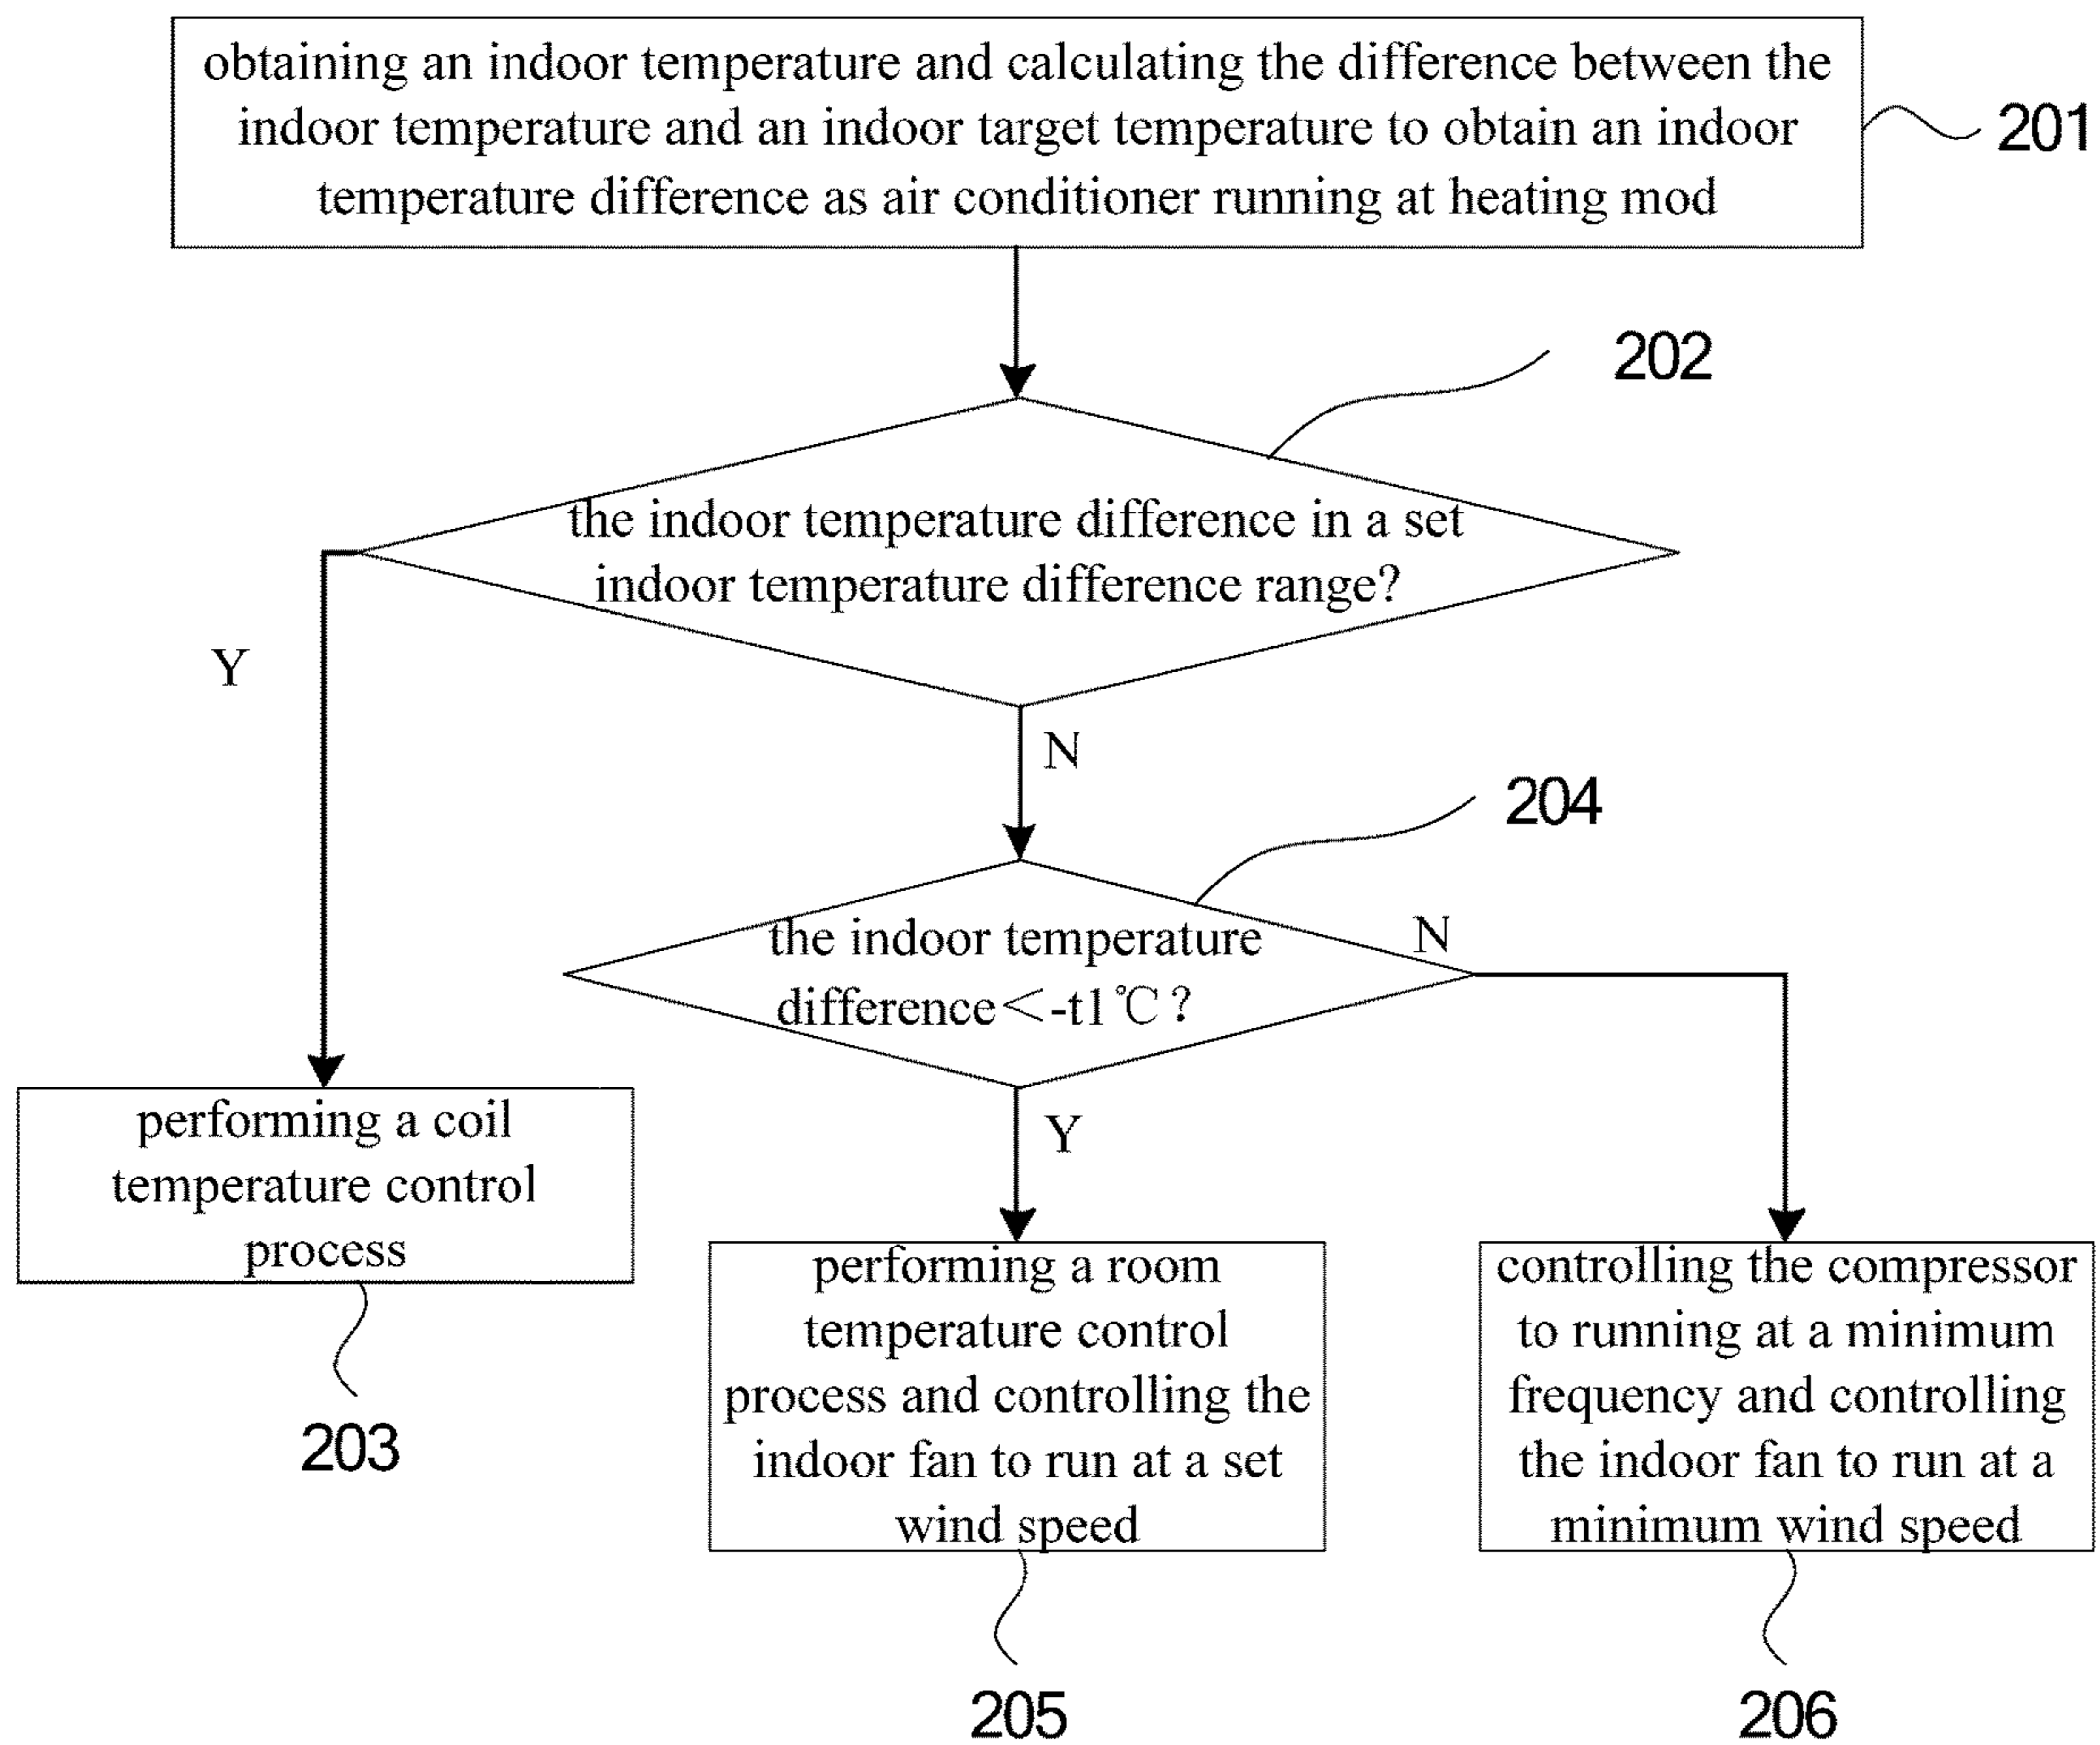 obtaining an indoor temperature and calculating the difference between the
indoor temperature and an indoor target temperature to obtain an indoor
temperature difference as air conditioner running at heating mod
201
202
the indoor temperature difference in a set
indoor temperature difference range?
Y
N
204
the indoor temperature
difference＜-t1℃？
N
Y
performing a coil
temperature control
process
203
performing a room
temperature control
process and controlling the
indoor fan to run at a set
wind speed
205
controlling the compressor
to running at a minimum
frequency and controlling
the indoor fan to run at a
minimum wind speed
206